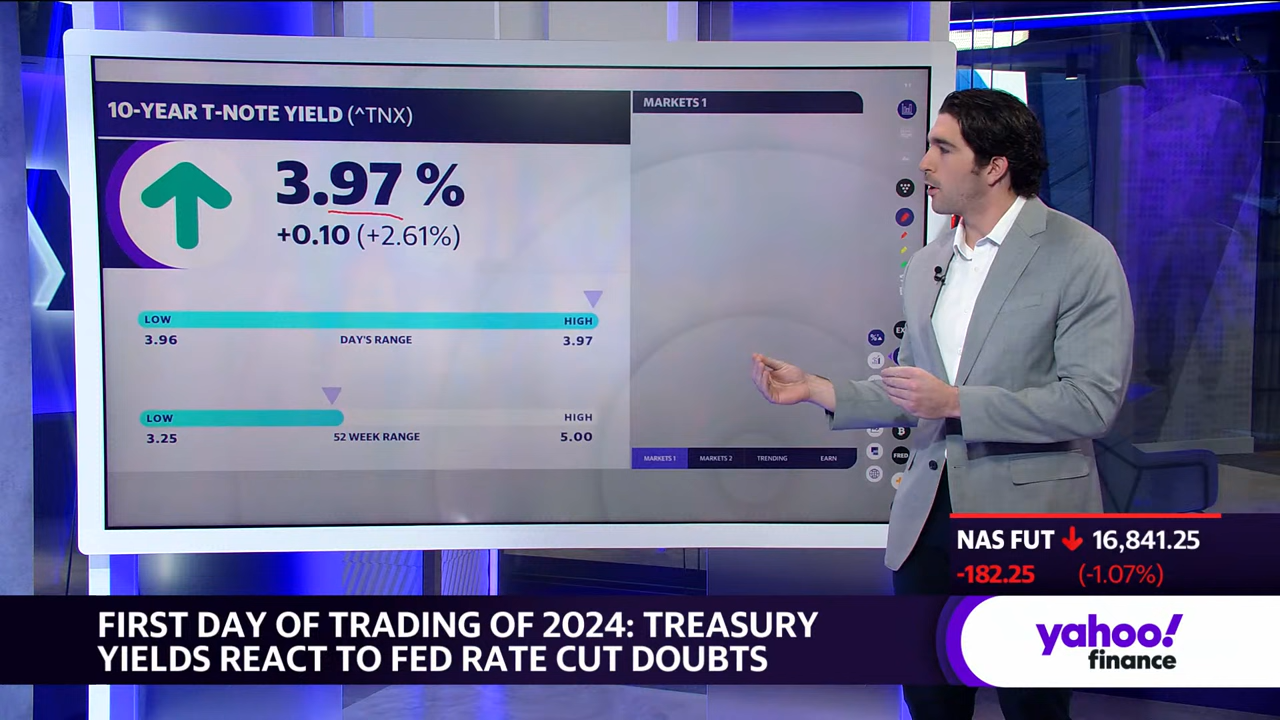 10-YEAR T-NOTE YIELD (^TNX)
3.97 %
+0.10 (+2.61%)
LOW
HIGH
3.96
DAY'S RANGE
3.97
LOW
HIGH
3.25
52 WEEK RANGE
5.00
MARKETS 1
MARKETS 1
MARKETS 2
TRENDING
EARN
FRED
NAS FUT 16,841.25
-182.25 (-1.07%)
FIRST DAY OF TRADING OF 2024: TREASURY
YIELDS REACT TO FED RATE CUT DOUBTS
yahoo!
finance